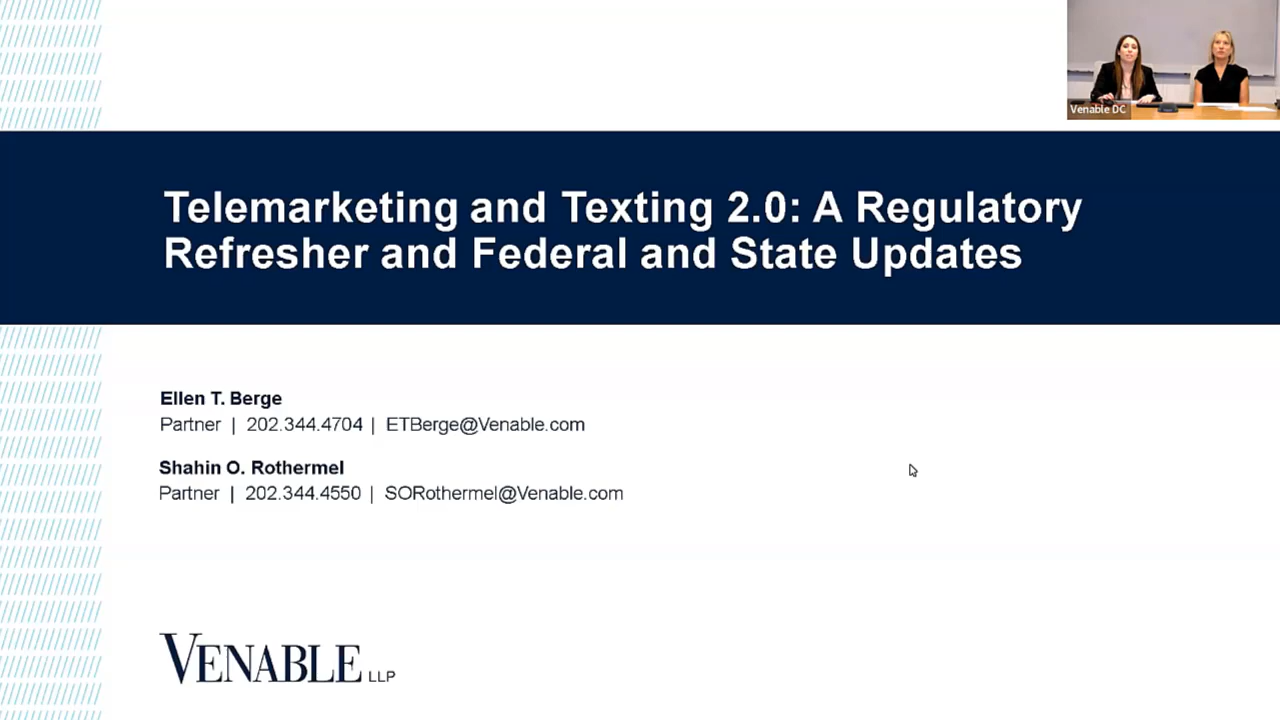 Venable DC
Telemarketing and Texting 2.0: A Regulatory
Refresher and Federal and State Updates
Ellen T. Berge
Partner | 202.344.4704 | ETBerge@Venable.com
Shahin O. Rothermel
Partner | 202.344.4550 | SORothermel@Venable.com
VENABLE LLP